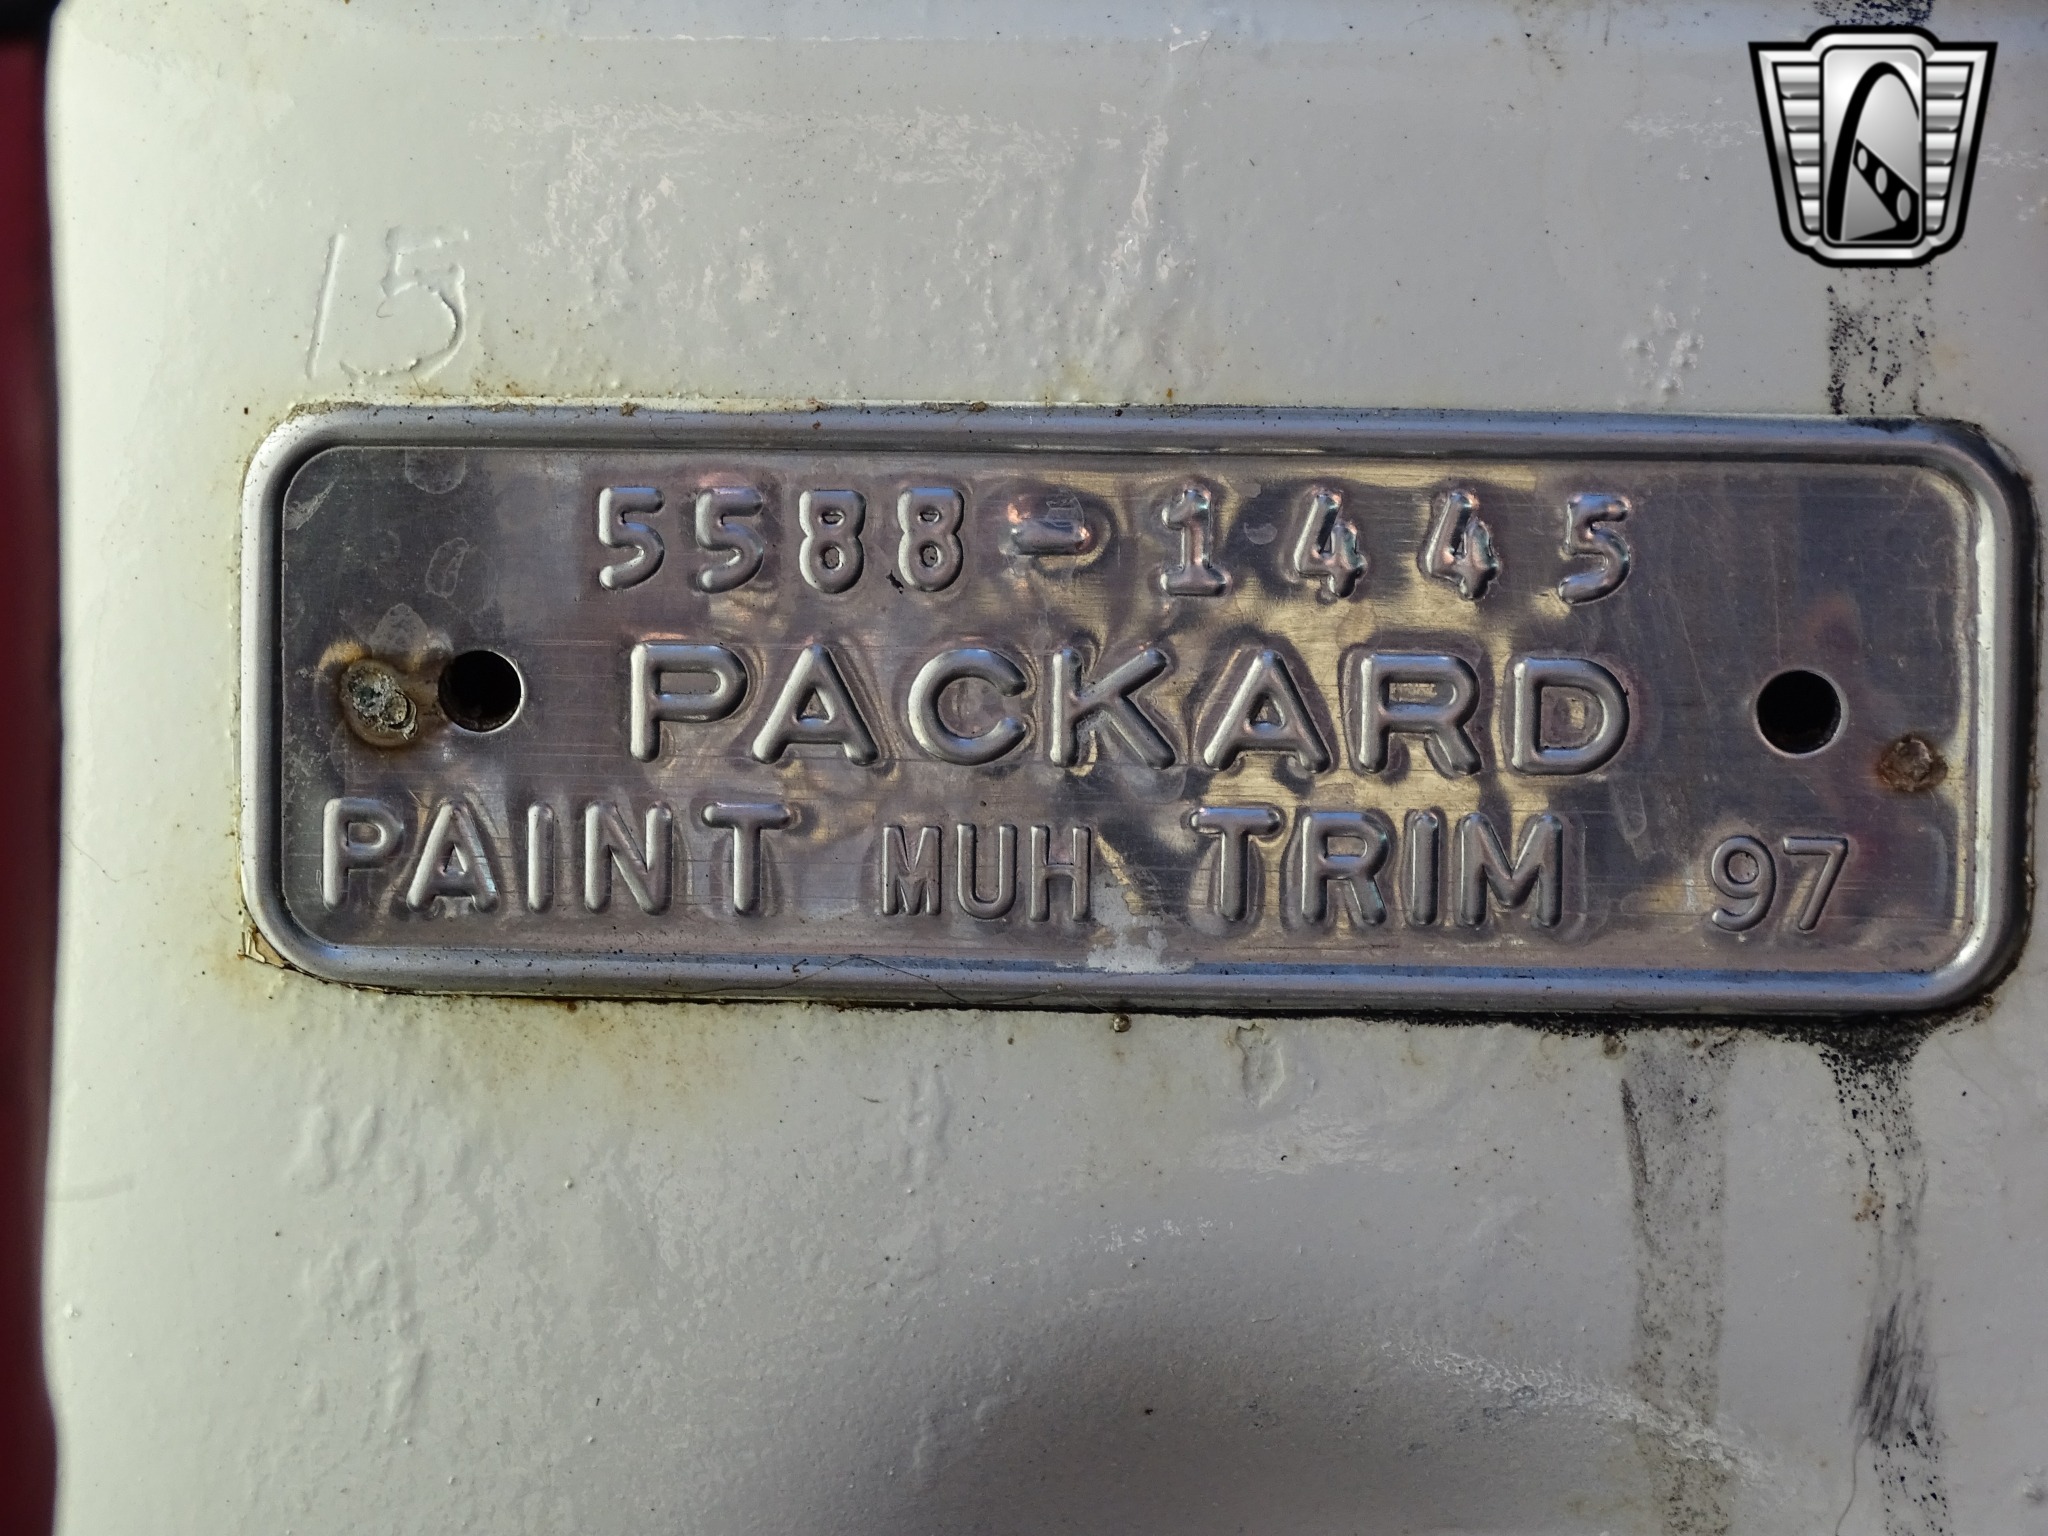 15
5588-1445
PACKARD
PAINT MUH TRIM 97